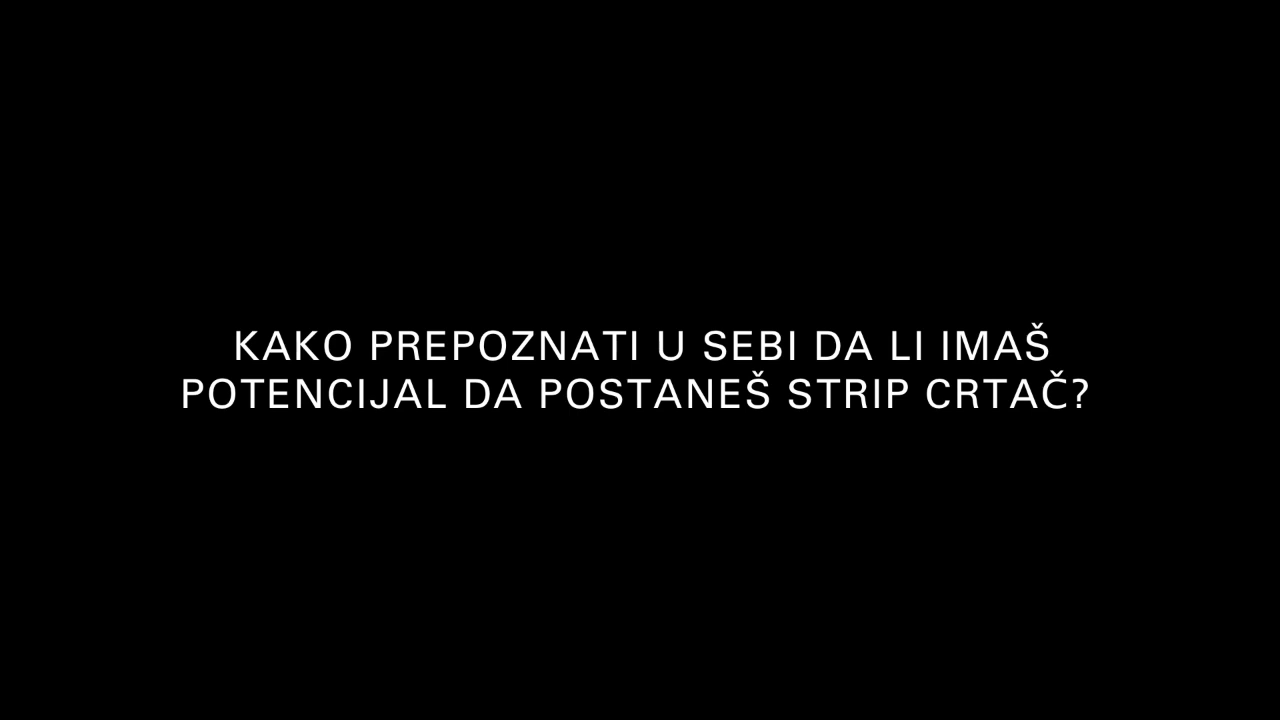 KAKO PREPOZNATI U SEBI DA LI IMAŠ
POTENCIJAL DA POSTANEŠ STRIP CRTAČ?